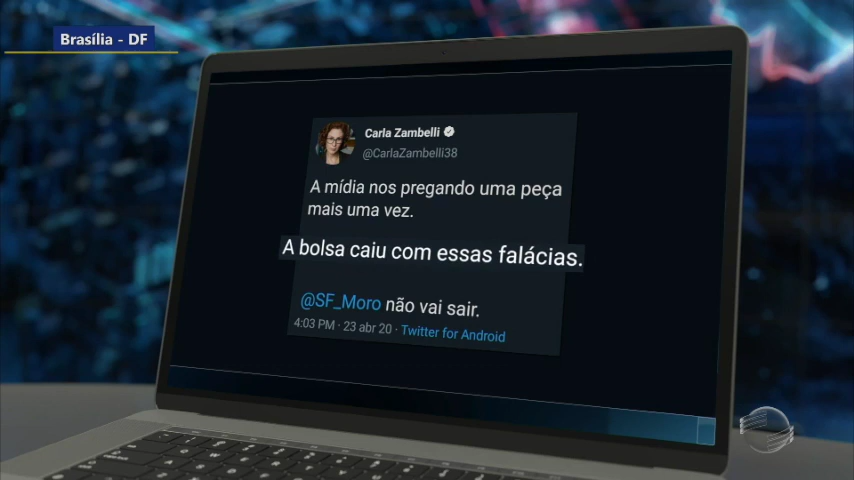 Brasília - DF
Carla Zambelli
@CarlaZambelli38
A mídia nos pregando uma peça
mais uma vez.
A bolsa caiu com essas falácias.
@SF_Moro não vai sair.
4:03 PM · 23 abr 20 · Twitter for Android